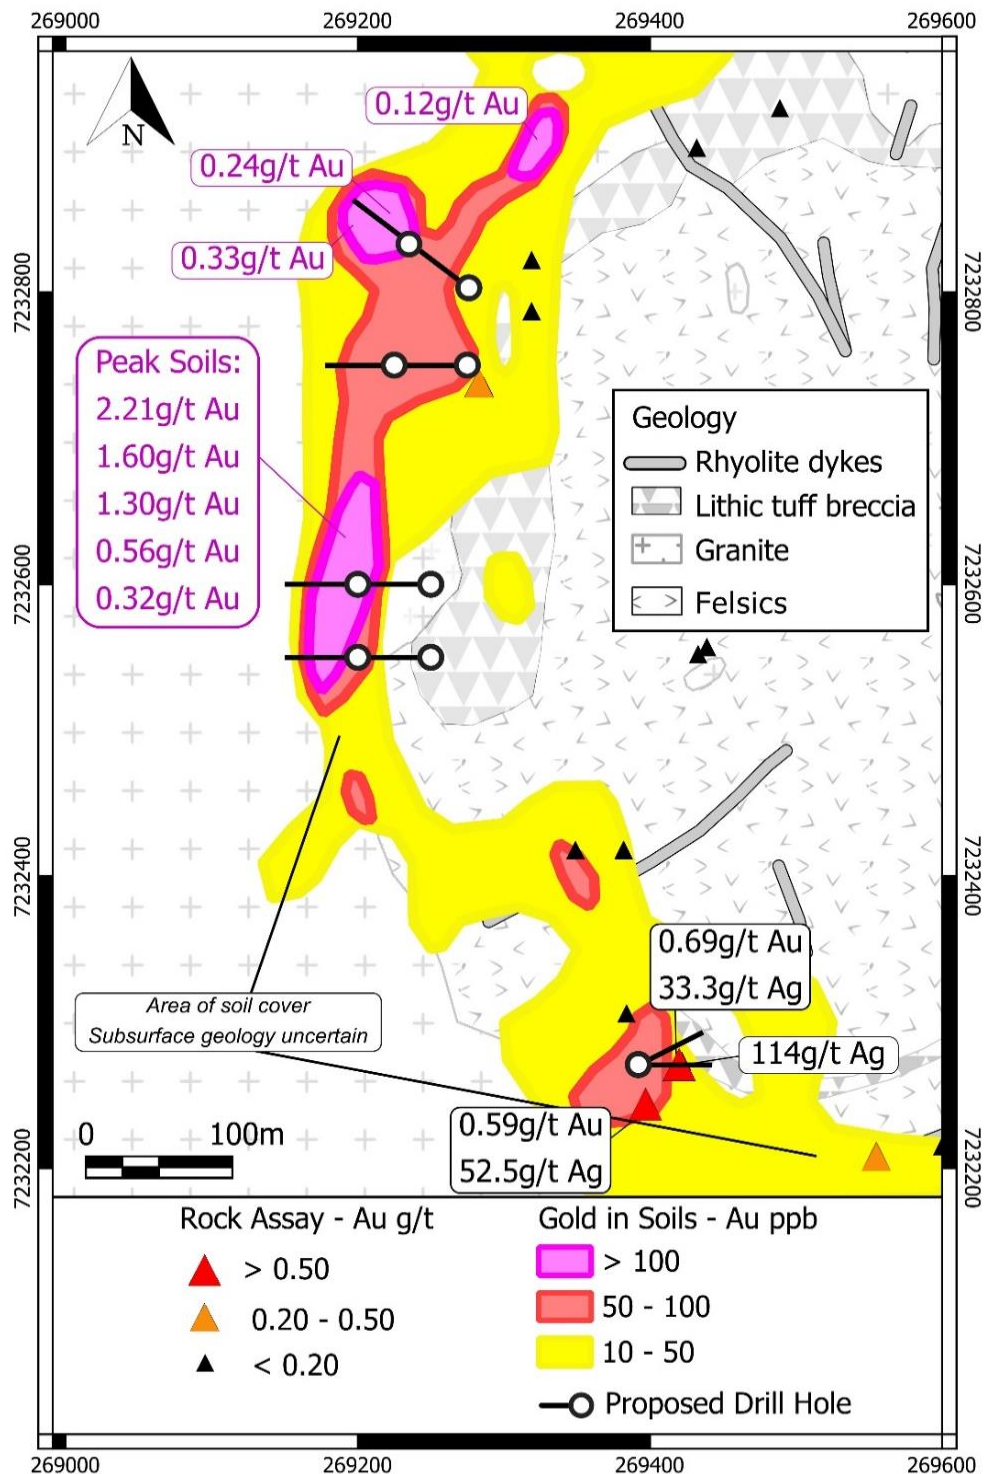 269000
269200
269400
269600
N
0.12g/t Au
0.24g/t Au
0.33g/t Au
7232800
7232800
Peak Soils:
2.21g/t Au
1.60g/t Au
1.30g/t Au
0.56g/t Au
0.32g/t Au
Geology
Rhyolite dykes
Lithic tuff breccia
Granite
Felsics
7232600
7232600
7232400
7232400
0.69g/t Au
33.3g/t Ag
Area of soil cover
Subsurface geology uncertain
114g/t Ag
0.59g/t Au
52.5g/t Ag
0
100m
7232200
7232200
Rock Assay - Au g/t
> 0.50
0.20 - 0.50
< 0.20
Gold in Soils - Au ppb
> 100
50 - 100
10 - 50
Proposed Drill Hole
269000
269200
269400
269600